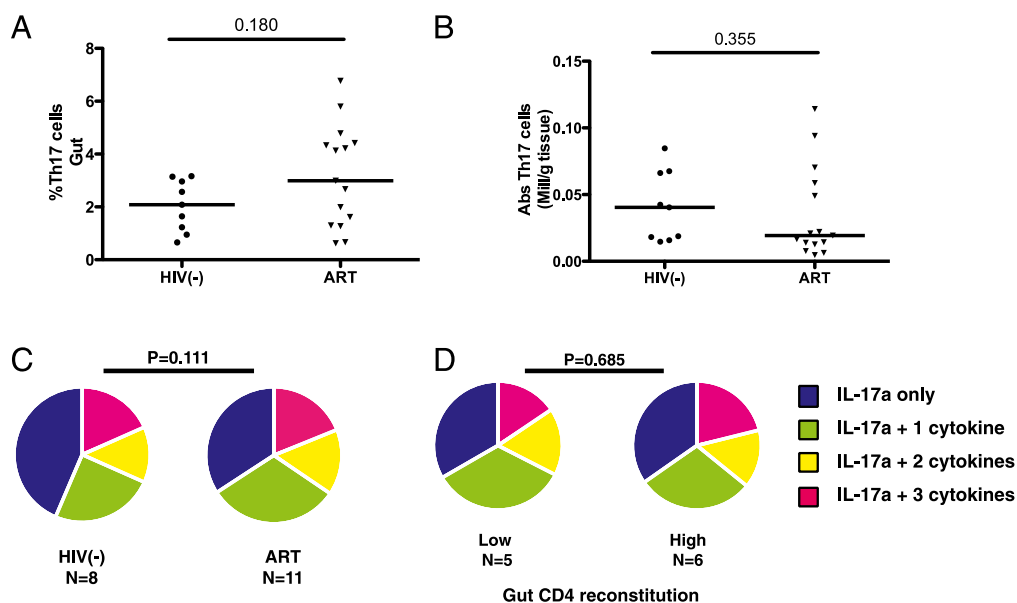 A
0.180
8
6
4
2
0
%Th17 cells
Gut
HIV(-)
ART
B
0.355
0.15
0.10
0.05
0.00
Abs Th17 cells
(Mill/g tissue)
HIV(-)
ART
C
P=0.111
HIV(-)
N=8
ART
N=11
D
P=0.685
Low
N=5
High
N=6
Gut CD4 reconstitution
IL-17a only
IL-17a + 1 cytokine
IL-17a + 2 cytokines
IL-17a + 3 cytokines